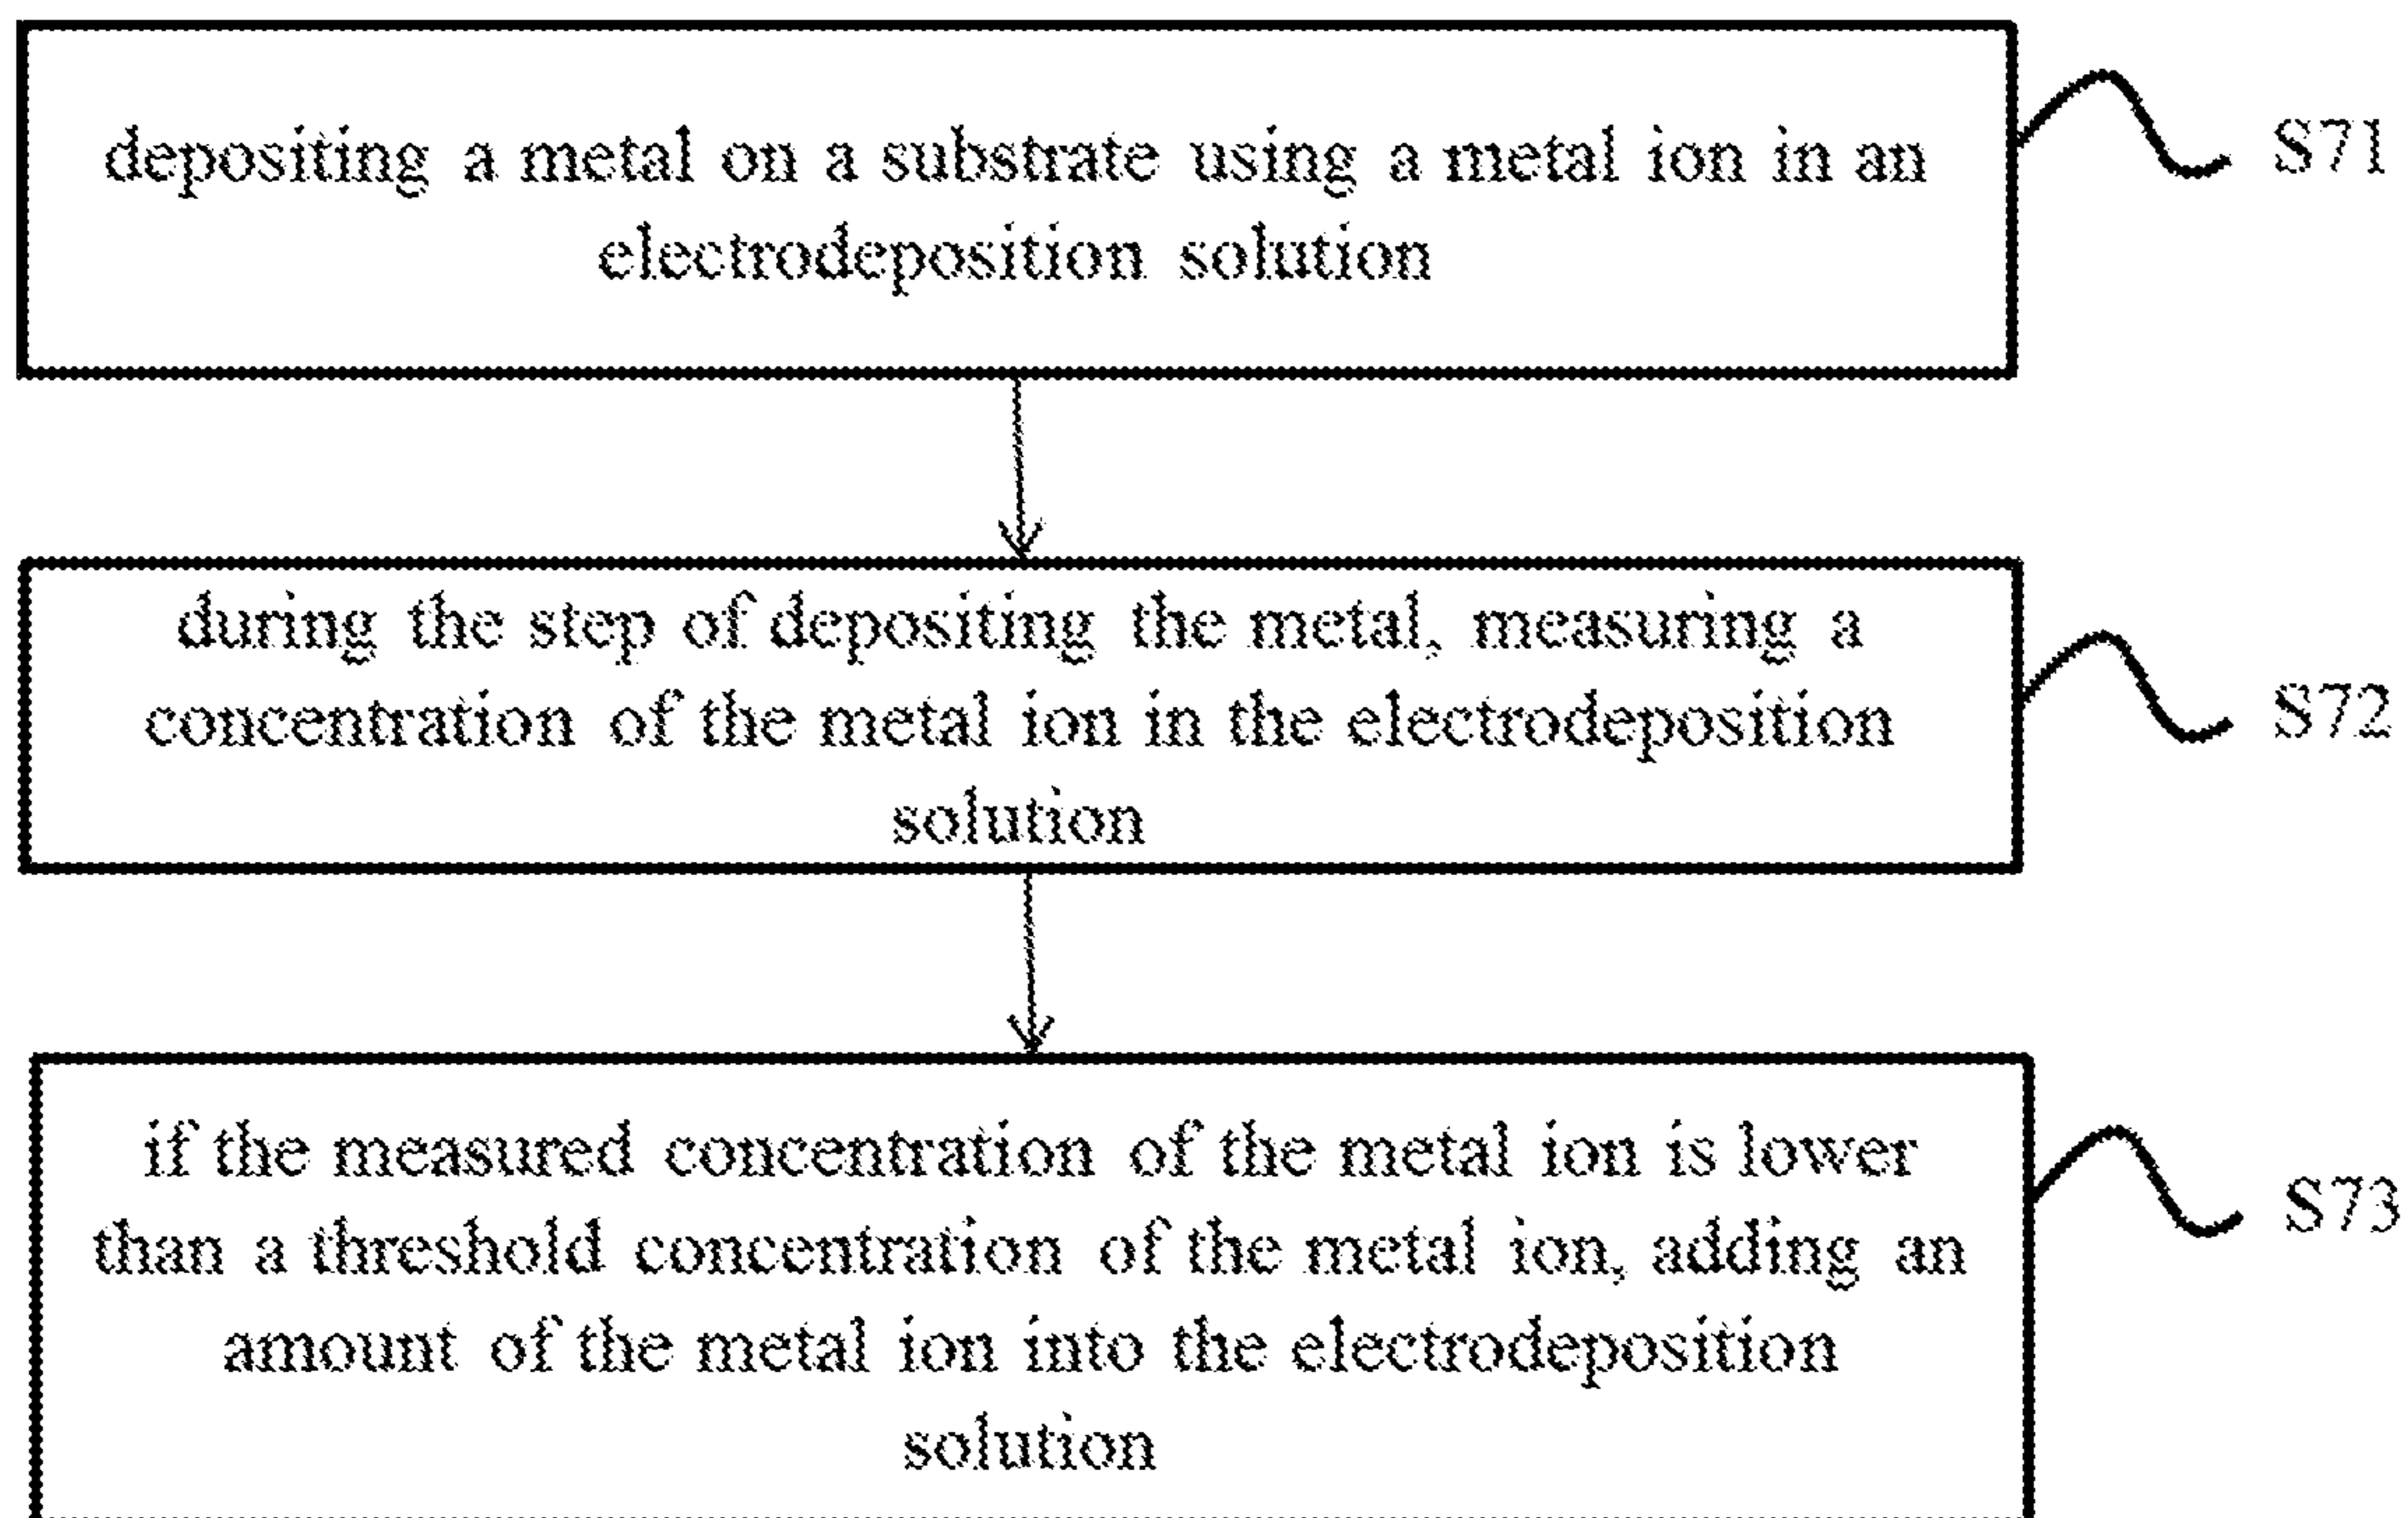 depositing a metal on a substrate using a metal ion in an
electrodeposition solution
S71
during the step of depositing the metal, measuring a
concentration of the metal ion in the electrodeposition
solution
S72
if the measured concentration of the metal ion is lower
than a threshold concentration of the metal ion, adding an
amount of the metal ion into the electrodeposition
solution
S73